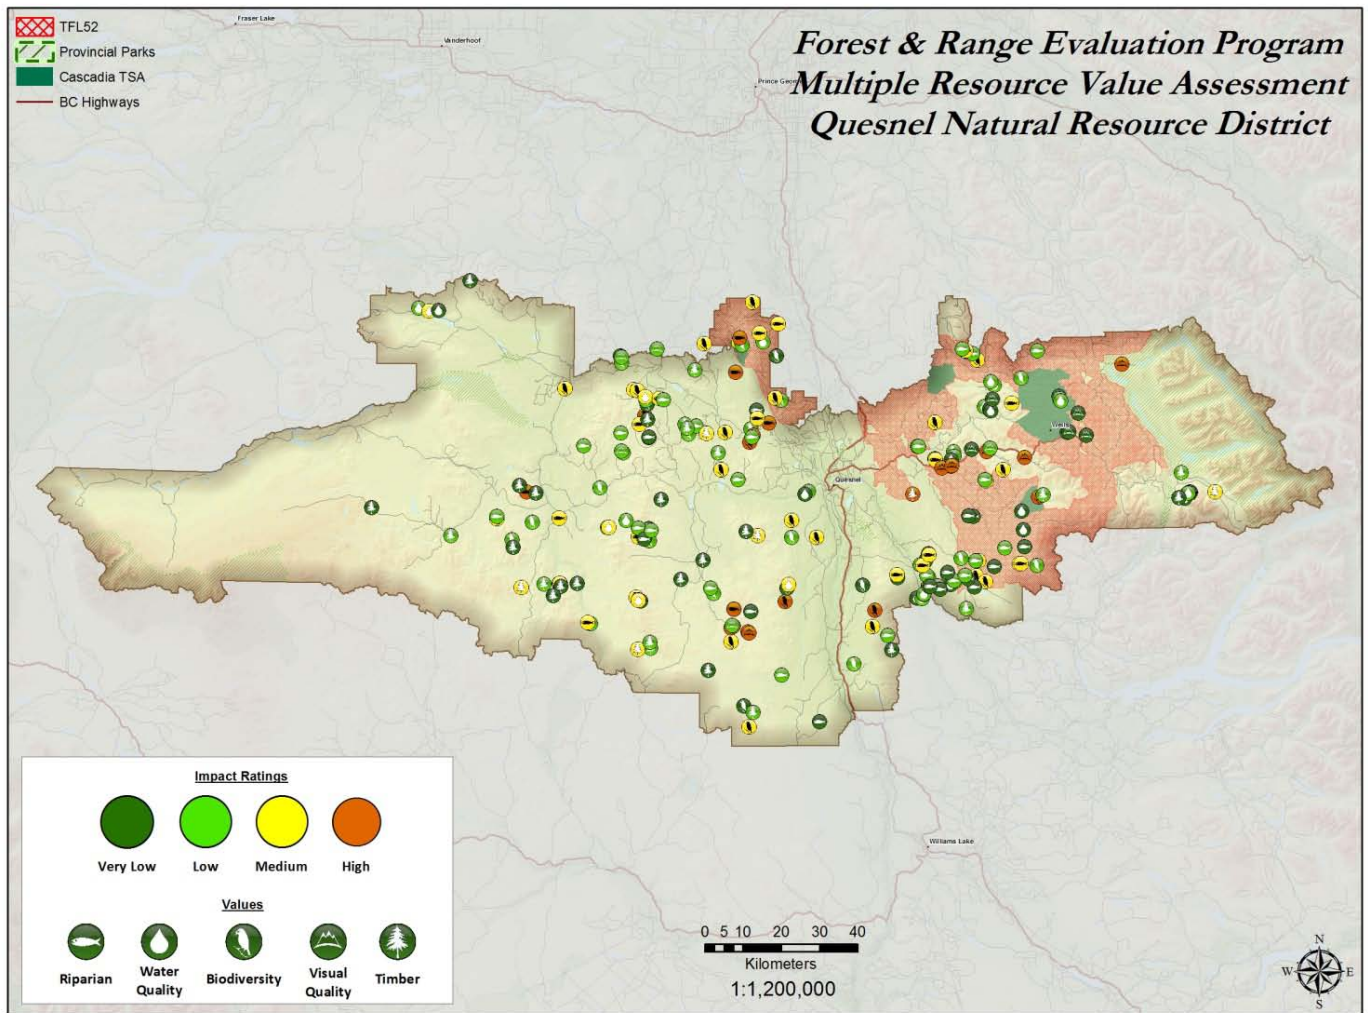 TFL52
Provincial Parks
Cascadia TSA
BC Highways
Fraser Lake
Vanderhoof
Forest & Range Evaluation Program
Prince George
Multiple Resource Value Assessment
Quesnel Natural Resource District
Wells
Quesnel
Williams Lake
Impact Ratings
Very Low
Low
Medium
High
Values
Riparian
Water
Quality
Biodiversity
Visual
Quality
Timber
0 5 10 20 30 40
Kilometers
1:1,200,000
N
W
E
S